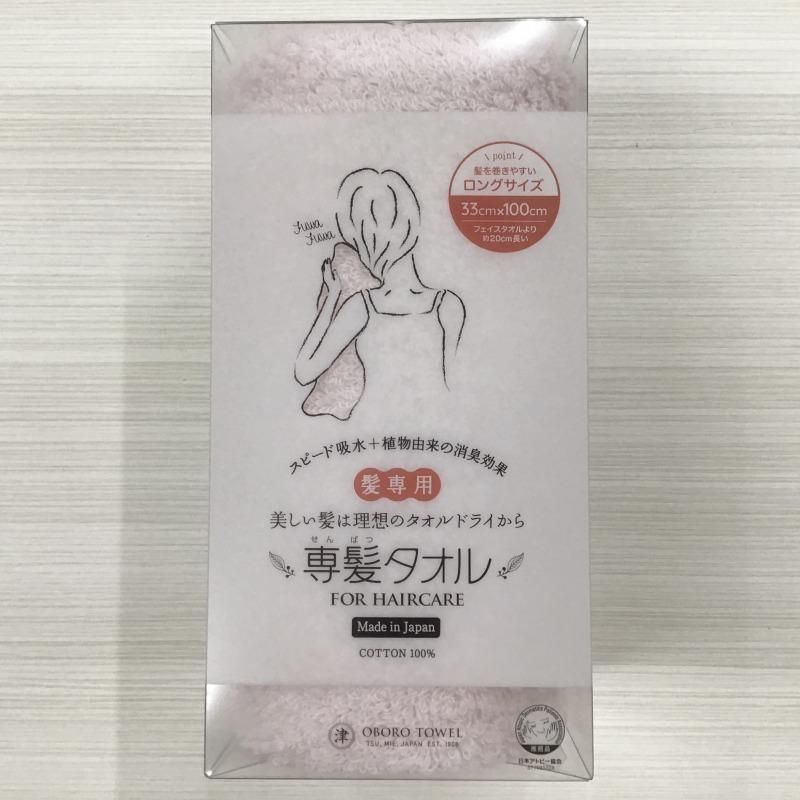 point
髪を巻きやすい
ロングサイズ
33cm×100cm
フェイスタオルより
約20cm長い
Fuwa
Fuwa
スピード吸水+植物由来の消臭効果
髪専用
美しい髪は理想のタオルドライから
せん ぱつ
専髪タオル
FOR HAIRCARE
Made in Japan
COTTON 100%
津 OBORO TOWEL
TSU, MIE, JAPAN EST. 1908
推薦品
日本アトピー協会